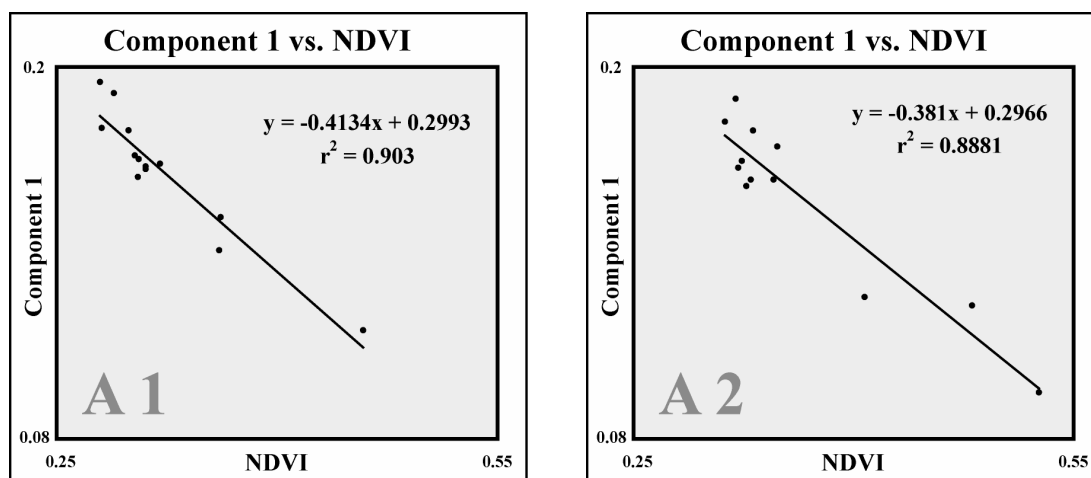 Component 1 vs. NDVI
0.2
y = -0.4134x + 0.2993
r² = 0.903
Component 1
A 1
0.08
0.25
NDVI
0.55
Component 1 vs. NDVI
0.2
y = -0.381x + 0.2966
r² = 0.8881
Component 1
A 2
0.08
0.25
NDVI
0.55